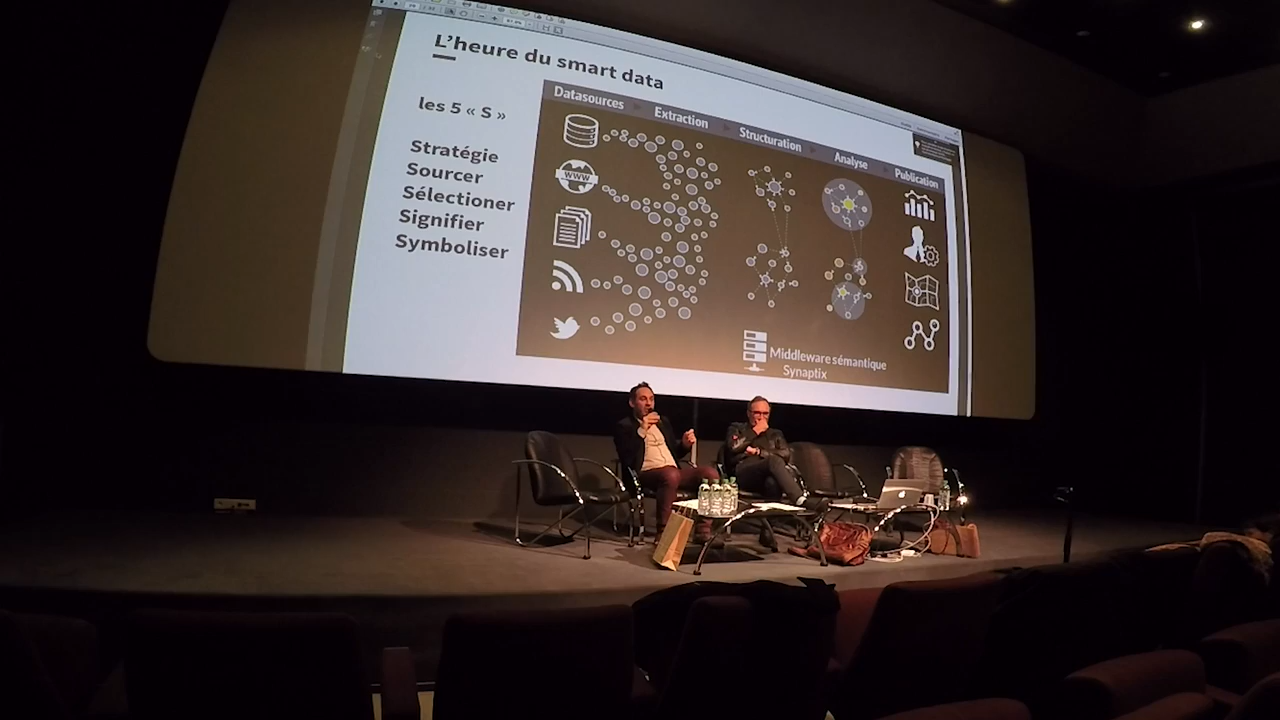 L'heure du smart data
les 5 « S »
Stratégie
Sourcer
Sélectioner
Signifier
Symboliser
Datasources
Extraction
Structuration
Analyse
Publication
WWW
Middleware sémantique
Synaptix